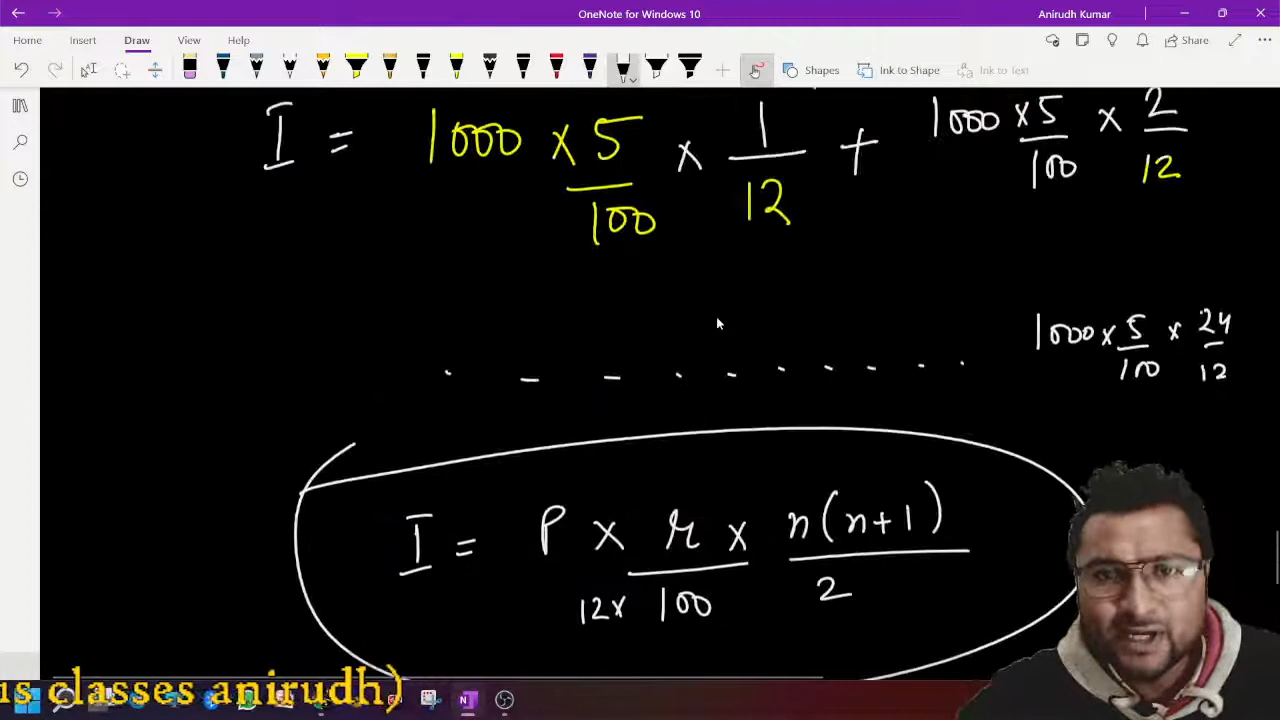 OneNote for Windows 10
Anirudh Kumar
Home Insert Draw View Help
Share
Shapes
Ink to Shape
Ink to Text
I = 1000 × 5/100 × 1/12 + 1000 × 5/100 × 2/12
. - - . - . - . . 1000 × 5/100 × 24/12
I = P × r/12×100 × n(n+1)/2
us classes anirudh)